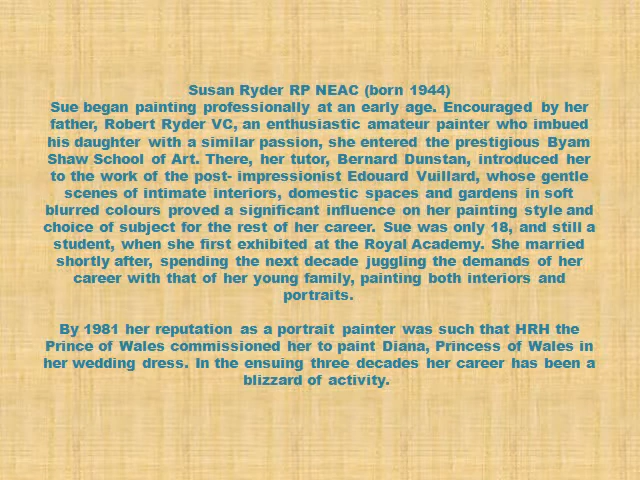 Susan Ryder RP NEAC (born 1944)
Sue began painting professionally at an early age. Encouraged by her
father, Robert Ryder VC, an enthusiastic amateur painter who imbued
his daughter with a similar passion, she entered the prestigious Byam
Shaw School of Art. There, her tutor, Bernard Dunstan, introduced her
to the work of the post- impressionist Edouard Vuillard, whose gentle
scenes of intimate interiors, domestic spaces and gardens in soft
blurred colours proved a significant influence on her painting style and
choice of subject for the rest of her career. Sue was only 18, and still a
student, when she first exhibited at the Royal Academy. She married
shortly after, spending the next decade juggling the demands of her
career with that of her young family, painting both interiors and
portraits.
By 1981 her reputation as a portrait painter was such that HRH the
Prince of Wales commissioned her to paint Diana, Princess of Wales in
her wedding dress. In the ensuing three decades her career has been a
blizzard of activity.